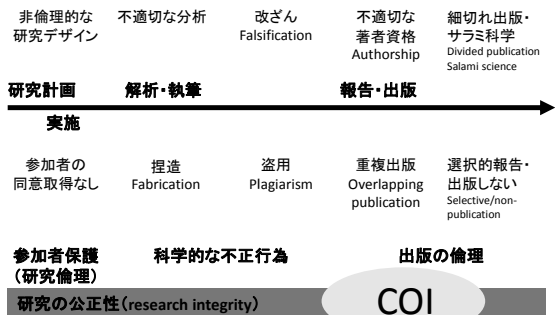 非倫理的な
研究デザイン
不適切な分析
改ざん
Falsification
不適切な
著者資格
Authorship
細切れ出版・
サラミ科学
Divided publication
Salami science
研究計画
解析・執筆
報告・出版
実施
参加者の
同意取得なし
捏造
Fabrication
盗用
Plagiarism
重複出版
Overlapping
publication
選択的報告・
出版しない
Selective/non-
publication
参加者保護
（研究倫理）
科学的な不正行為
出版の倫理
研究の公正性（research integrity）
COI